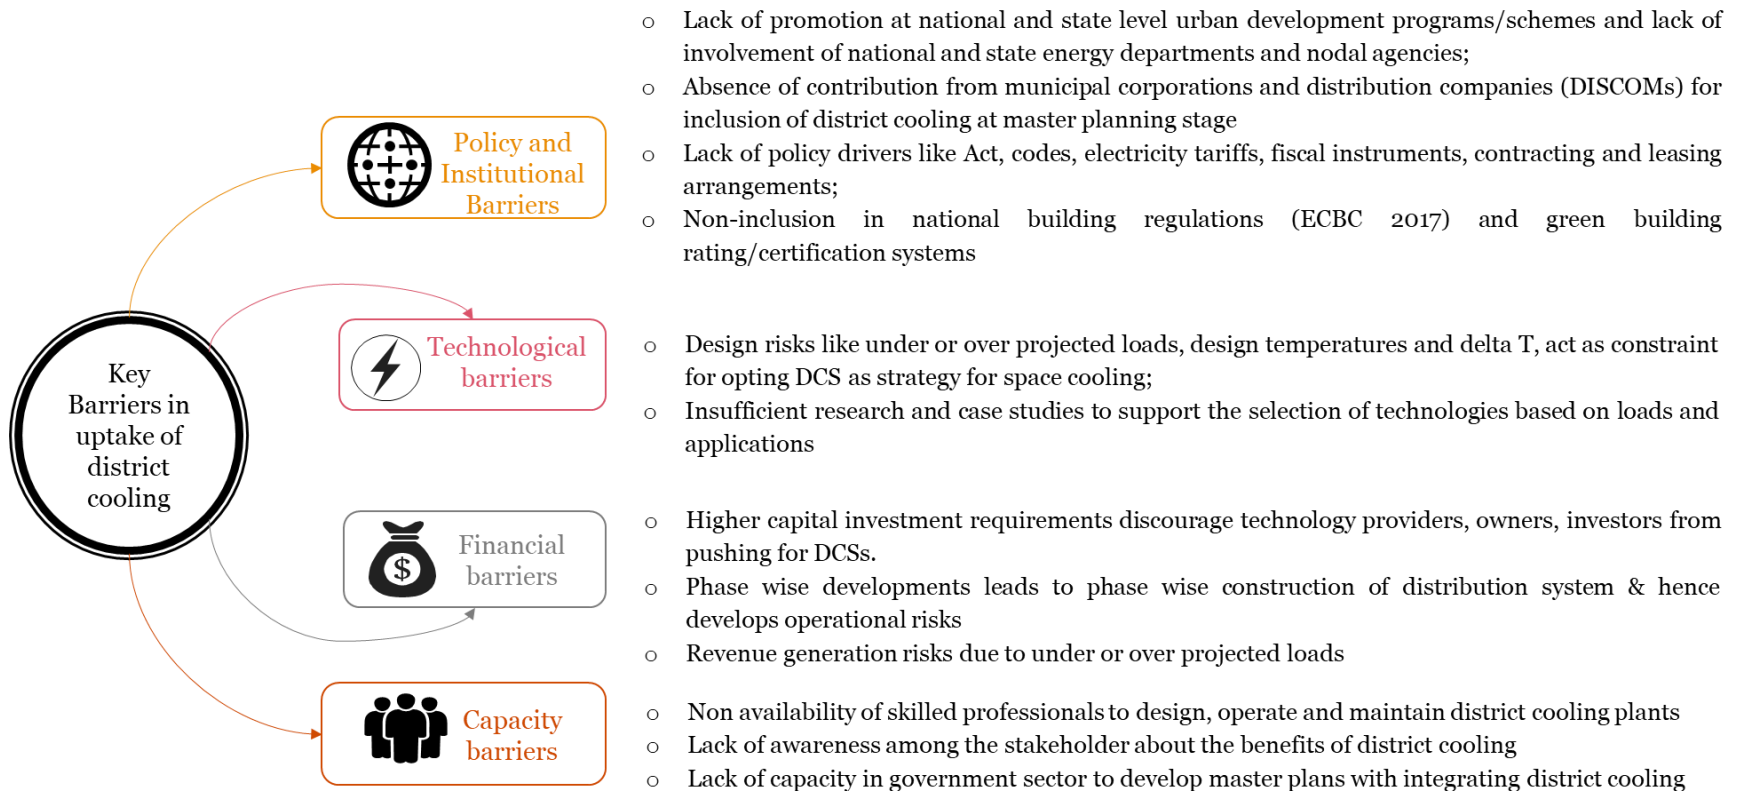 Key
Barriers in
uptake of
district
cooling
Policy and
Institutional
Barriers
o Lack of promotion at national and state level urban development programs/schemes and lack of
involvement of national and state energy departments and nodal agencies;
o Absence of contribution from municipal corporations and distribution companies (DISCOMs) for
inclusion of district cooling at master planning stage
o Lack of policy drivers like Act, codes, electricity tariffs, fiscal instruments, contracting and leasing
arrangements;
o Non-inclusion in national building regulations (ECBC 2017) and green building
rating/certification systems
Technological
barriers
o Design risks like under or over projected loads, design temperatures and delta T, act as constraint
for opting DCS as strategy for space cooling;
o Insufficient research and case studies to support the selection of technologies based on loads and
applications
$
Financial
barriers
o Higher capital investment requirements discourage technology providers, owners, investors from
pushing for DCSs.
o Phase wise developments leads to phase wise construction of distribution system & hence
develops operational risks
o Revenue generation risks due to under or over projected loads
Capacity
barriers
o Non availability of skilled professionals to design, operate and maintain district cooling plants
o Lack of awareness among the stakeholder about the benefits of district cooling
o Lack of capacity in government sector to develop master plans with integrating district cooling